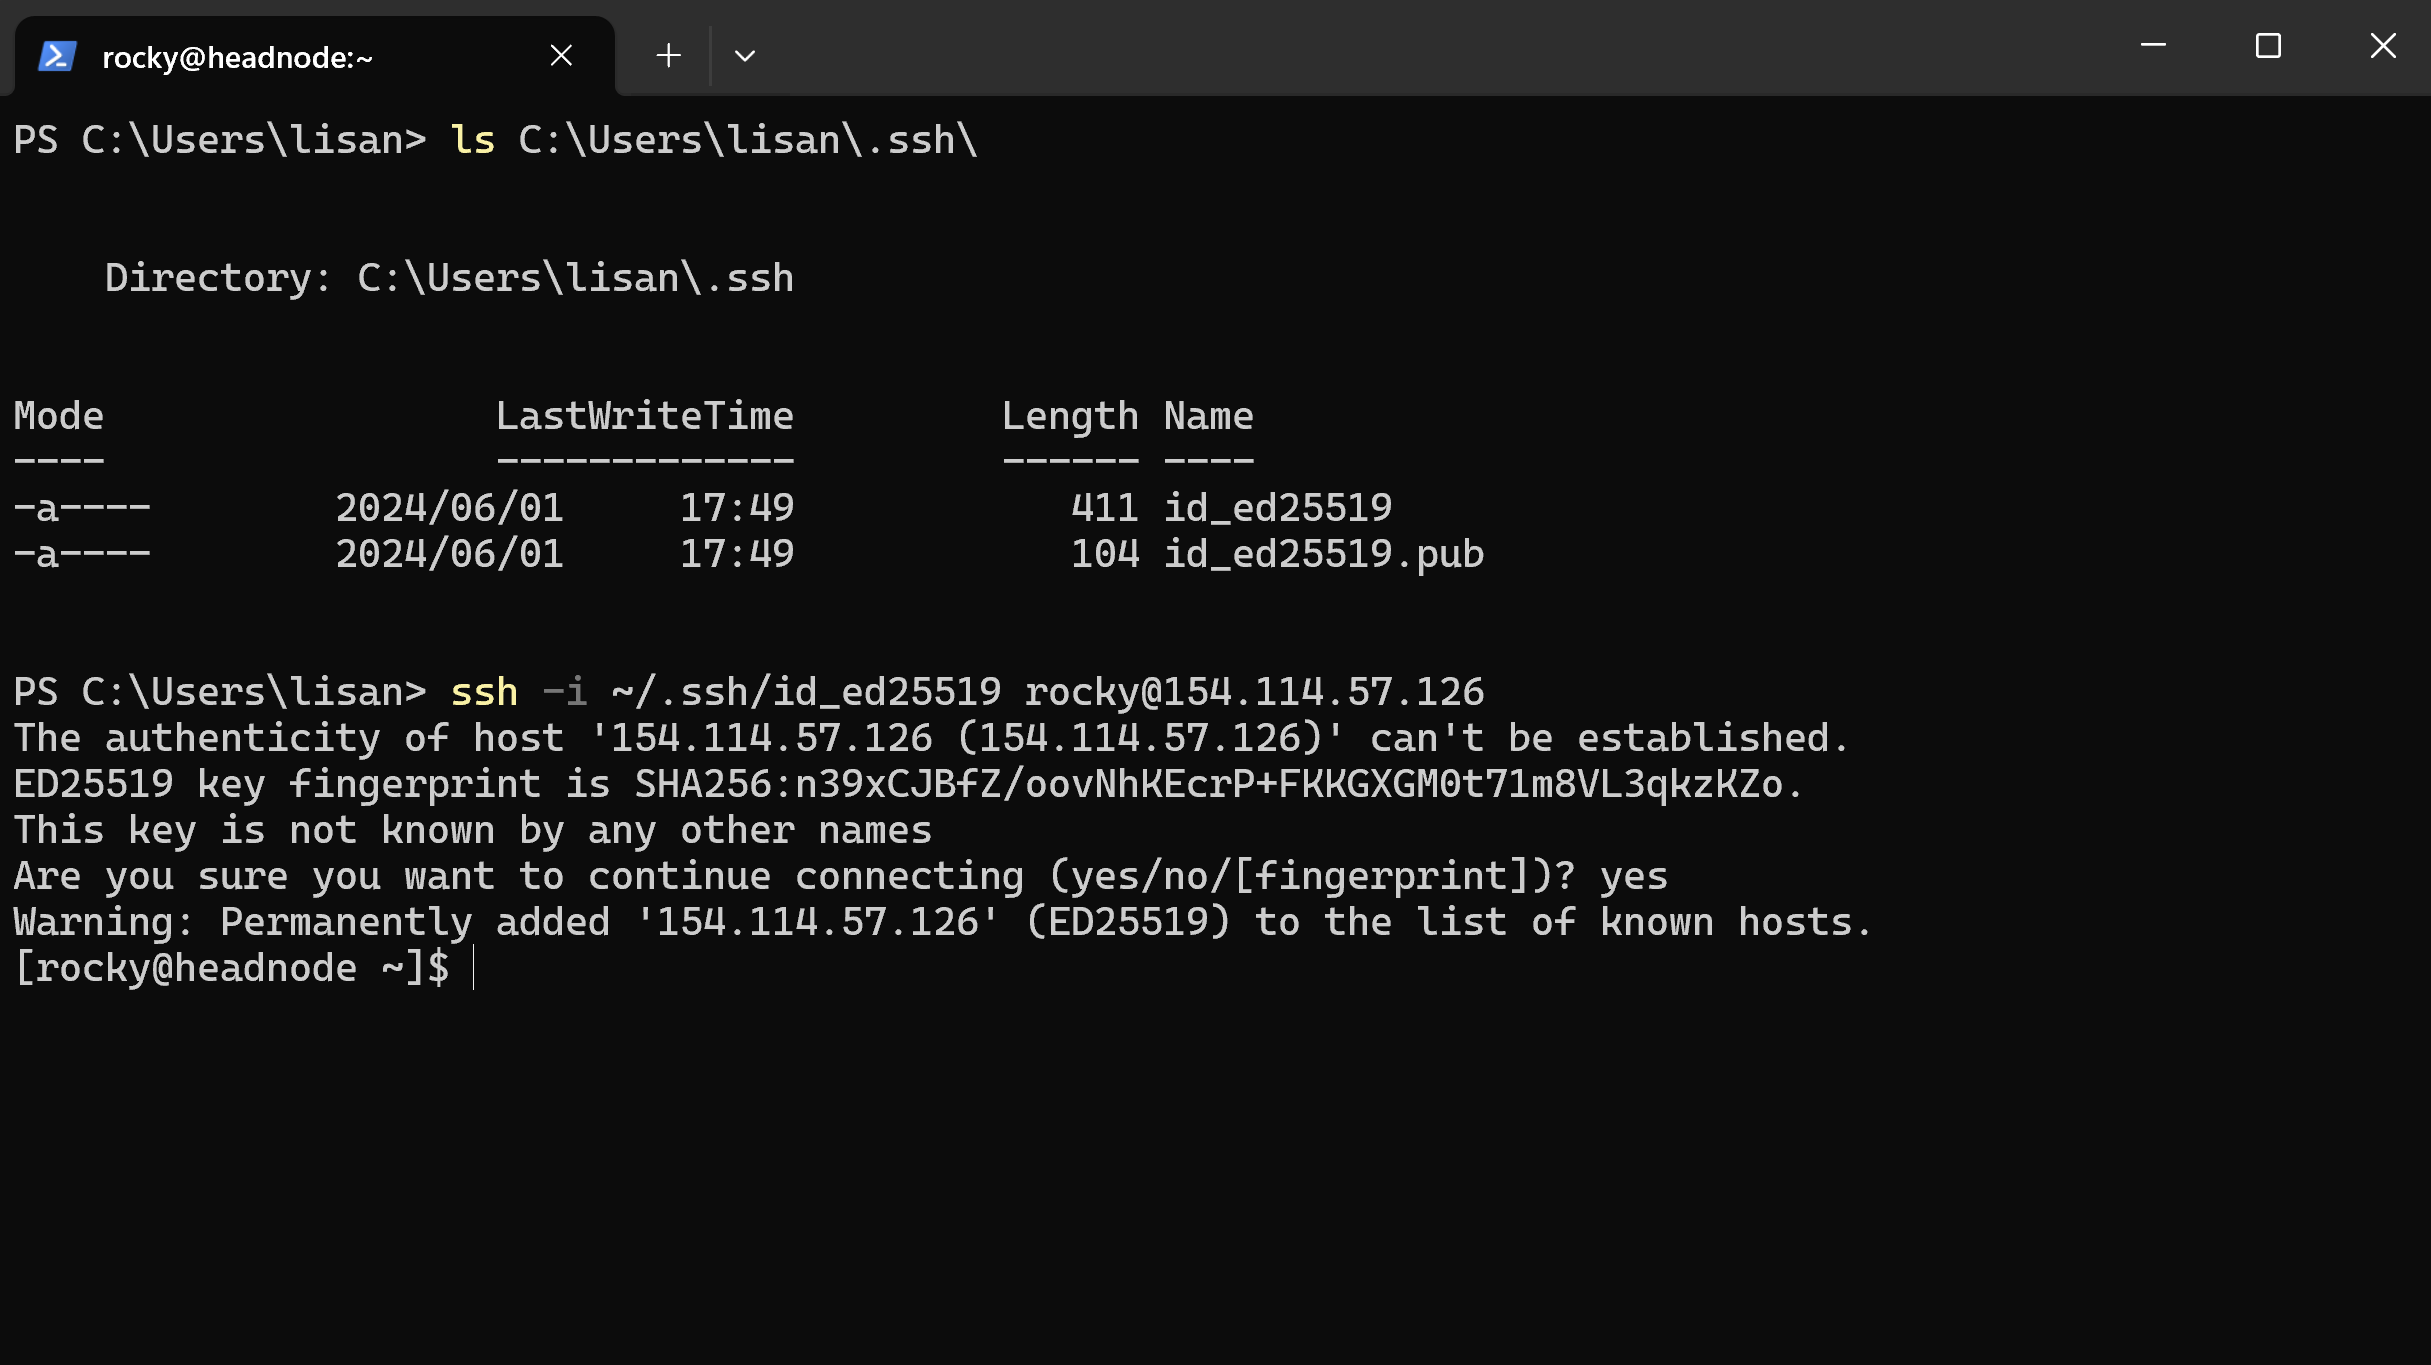 rocky@headnode:~
PS C:\Users\lisan> ls C:\Users\lisan\.ssh\
Directory: C:\Users\lisan\.ssh
Mode                 LastWriteTime         Length Name
----                 -------------         ------ ----
-a----        2024/06/01     17:49            411 id_ed25519
-a----        2024/06/01     17:49            104 id_ed25519.pub
PS C:\Users\lisan> ssh -i ~/.ssh/id_ed25519 rocky@154.114.57.126
The authenticity of host '154.114.57.126 (154.114.57.126)' can't be established.
ED25519 key fingerprint is SHA256:n39xCJBfZ/oovNhKEcrP+FKKGXGM0t71m8VL3qkzKZo.
This key is not known by any other names
Are you sure you want to continue connecting (yes/no/[fingerprint])? yes
Warning: Permanently added '154.114.57.126' (ED25519) to the list of known hosts.
[rocky@headnode ~]$